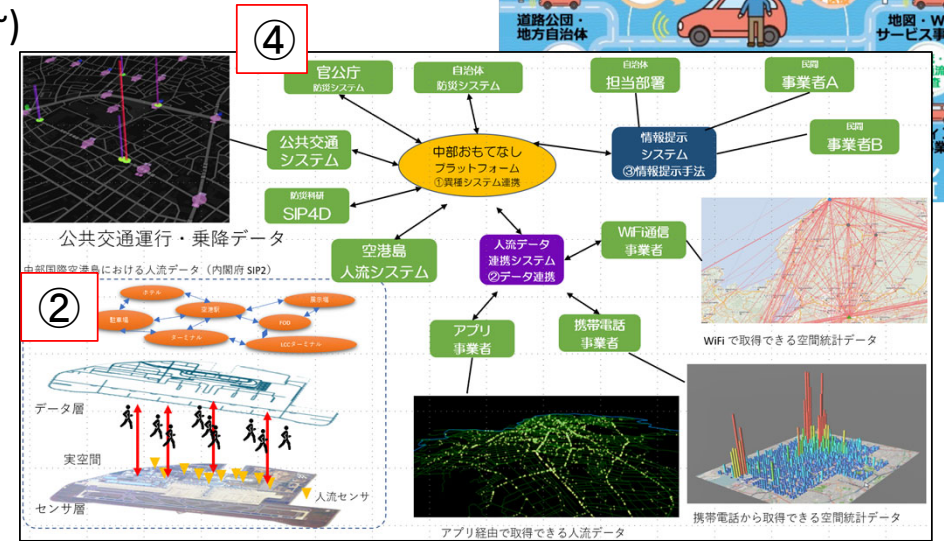 ~)
④
道路公団・
地方自治体
地図・W
サービス事
官公庁
防災システム
自治体
防災システム
自治体
担当部署
民間
事業者A
公共交通
システム
中部おもてなし
プラットフォーム
①異種システム連携
情報提示
システム
③情報提示手法
民間
事業者B
防災科研
SIP4D
公共交通運行・乗降データ
空港島
人流システム
人流データ
連携システム
②データ連携
WiFi通信
事業者
中部国際空港島における人流データ（内閣府 SIP2）
②
ホテル
展示場
空港駅
駐車場
FOD
ターミナル
LCCターミナル
アプリ
事業者
携帯電話
事業者
WiFi で取得できる空間統計データ
データ層
実空間
人流センサ
センサ層
アプリ経由で取得できる人流データ
携帯電話から取得できる空間統計データ